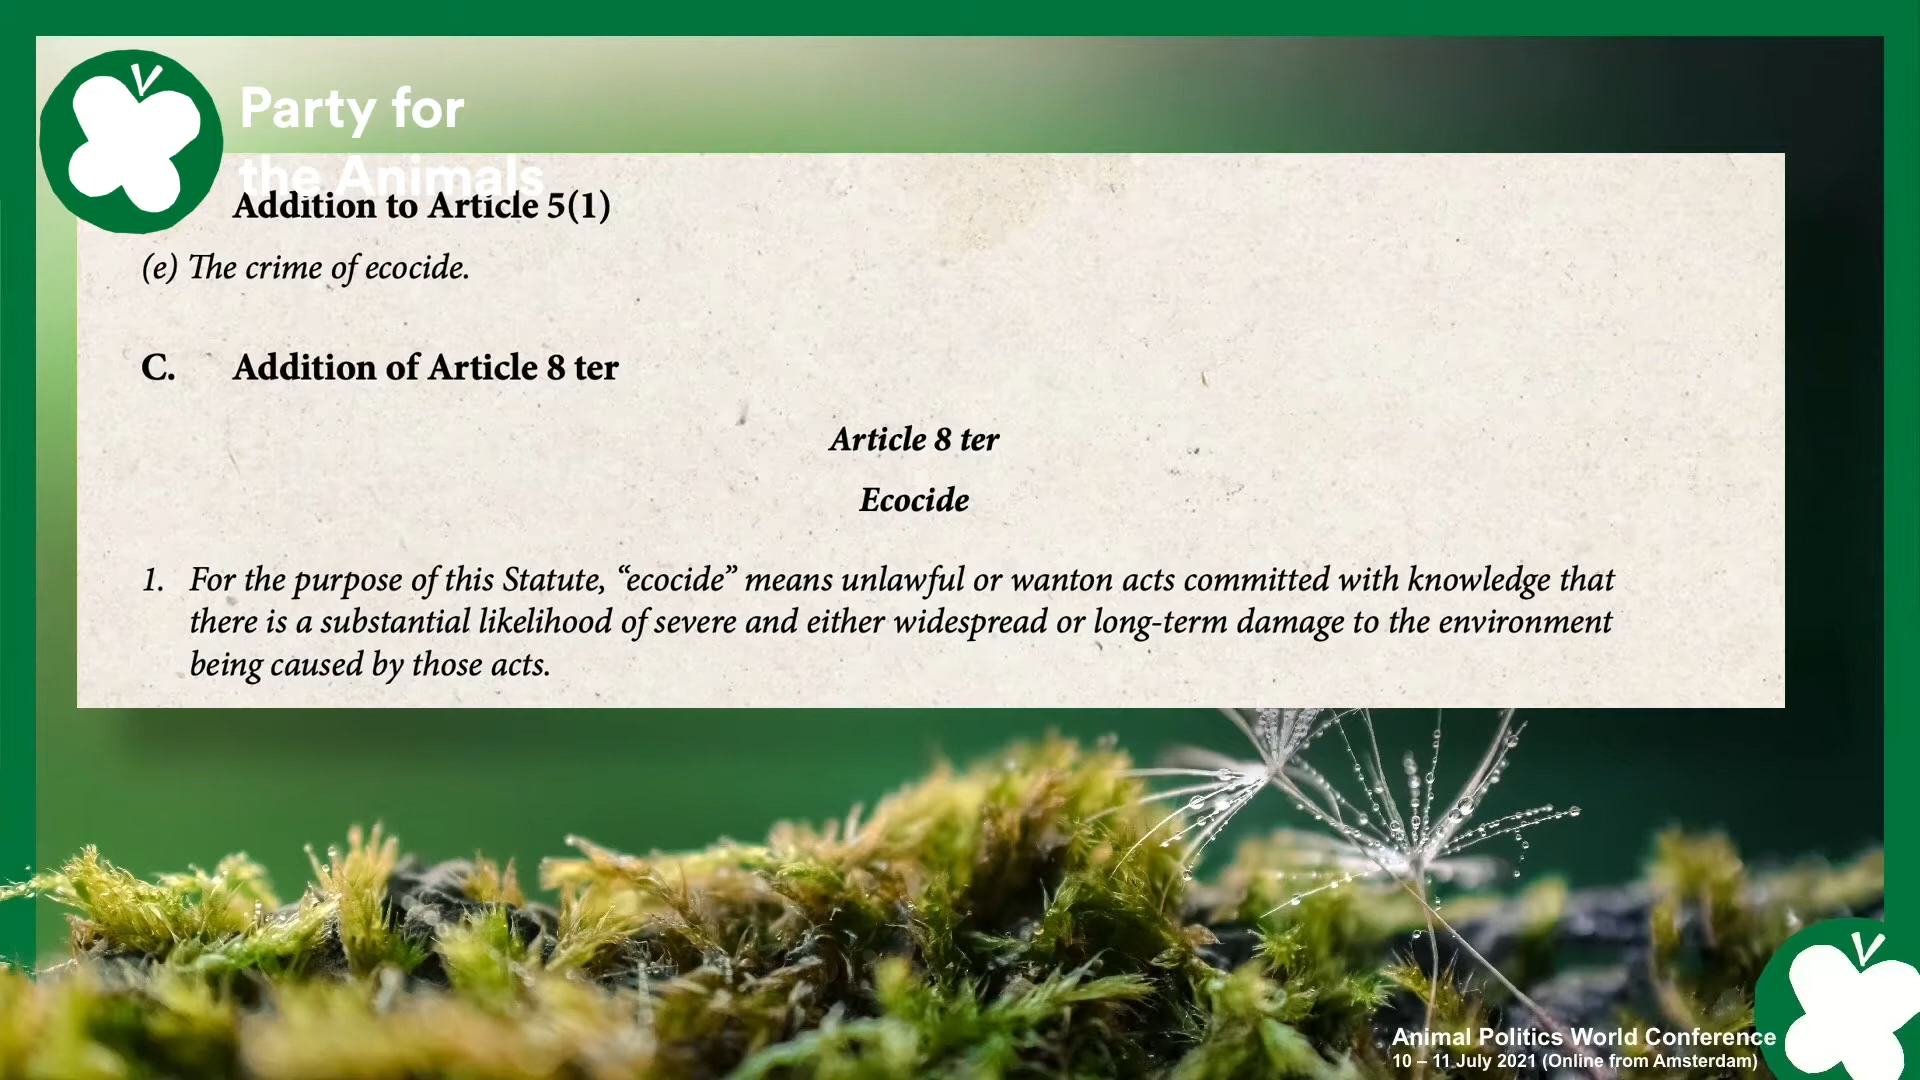 Party for
the Animals
Addition to Article 5(1)
(e) The crime of ecocide.
C. Addition of Article 8 ter
Article 8 ter
Ecocide
1. For the purpose of this Statute, “ecocide” means unlawful or wanton acts committed with knowledge that
there is a substantial likelihood of severe and either widespread or long-term damage to the environment
being caused by those acts.
Animal Politics World Conference
10 – 11 July 2021 (Online from Amsterdam)